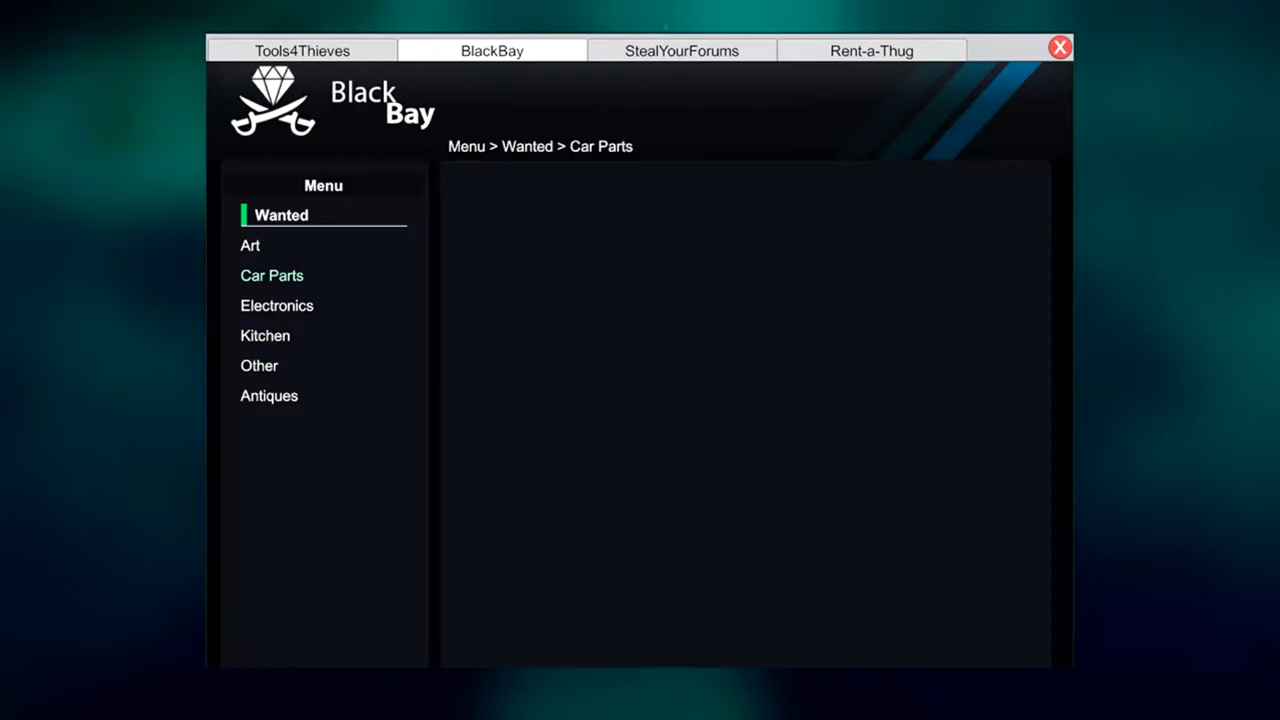 Tools4Thieves
BlackBay
StealYourForums
Rent-a-Thug
X
Black
Bay
Menu > Wanted > Car Parts
Menu
Wanted
Art
Car Parts
Electronics
Kitchen
Other
Antiques